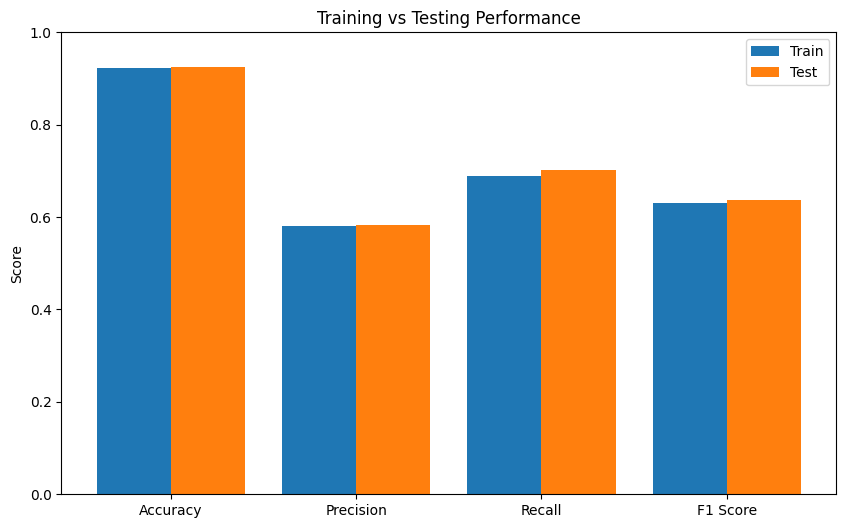 Training vs Testing Performance
Train
Test
1.0
0.8
0.6
0.4
0.2
0.0
Score
Accuracy
Precision
Recall
F1 Score